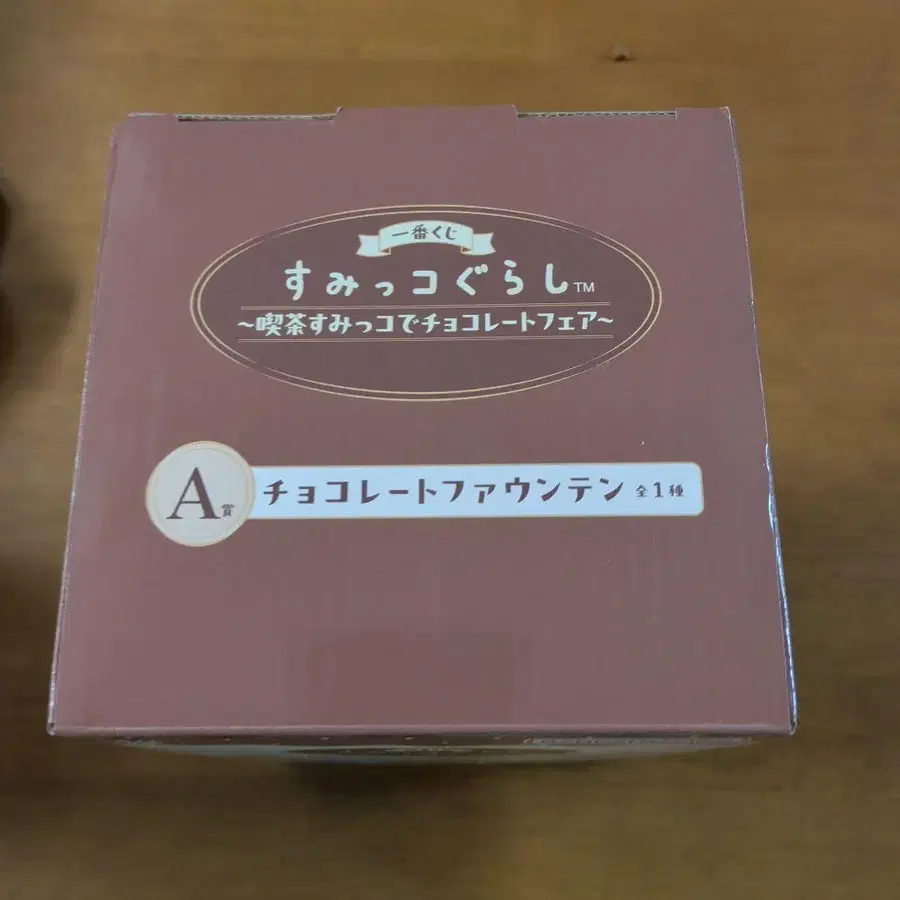 一番くじ
すみっコぐらし™
~喫茶すみっコでチョコレートフェア~
A賞 チョコレートファウンテン 全1種